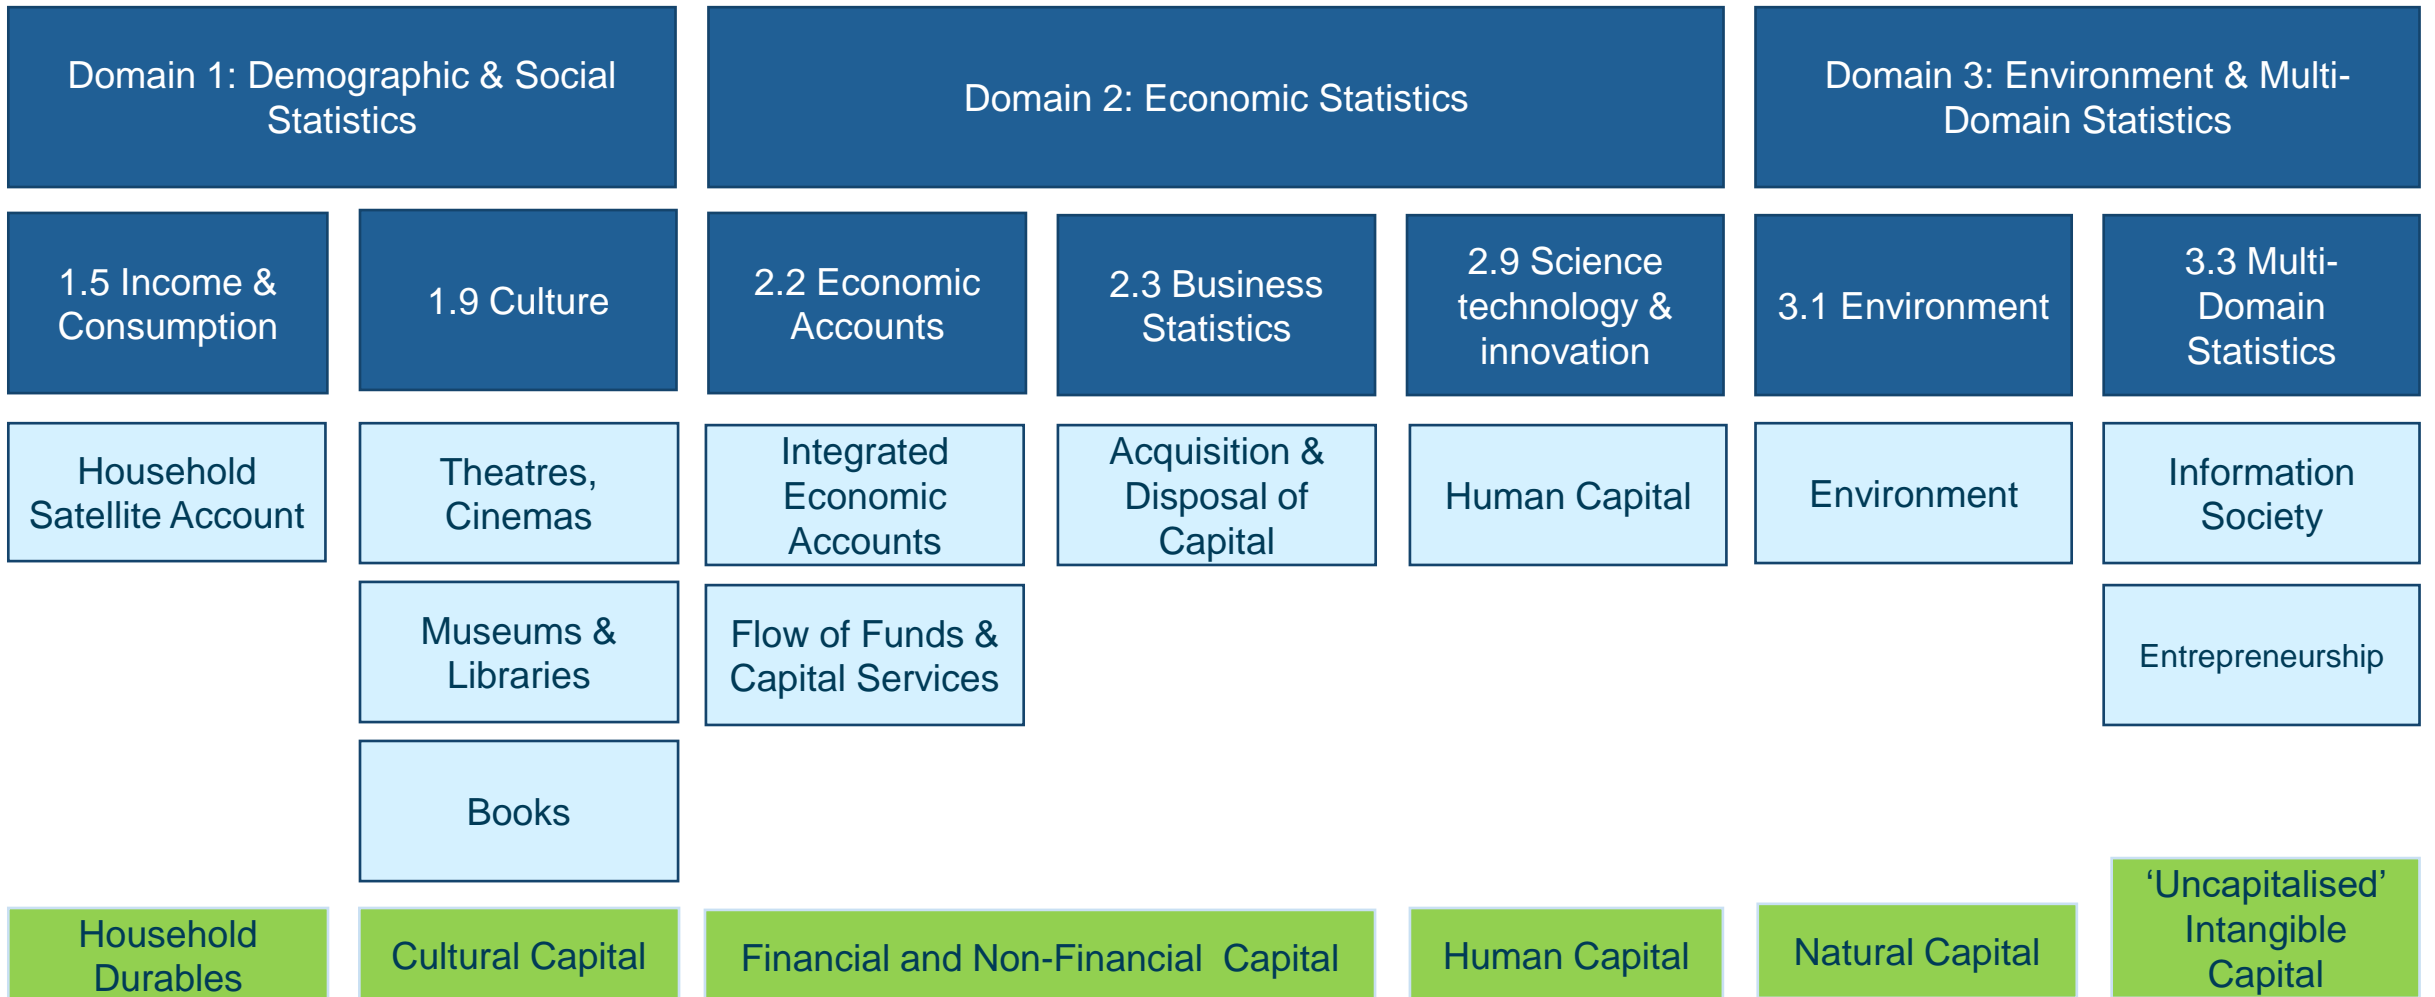 Domain 1: Demographic & Social
Statistics
Domain 2: Economic Statistics
Domain 3: Environment & Multi-
Domain Statistics
1.5 Income &
Consumption
1.9 Culture
2.2 Economic
Accounts
2.3 Business
Statistics
2.9 Science
technology &
innovation
3.1 Environment
3.3 Multi-
Domain
Statistics
Household
Satellite Account
Theatres,
Cinemas
Integrated
Economic
Accounts
Acquisition &
Disposal of
Capital
Human Capital
Environment
Information
Society
Museums &
Libraries
Flow of Funds &
Capital Services
Entrepreneurship
Books
Household
Durables
Cultural Capital
Financial and Non-Financial  Capital
Human Capital
Natural Capital
‘Uncapitalised’
Intangible
Capital